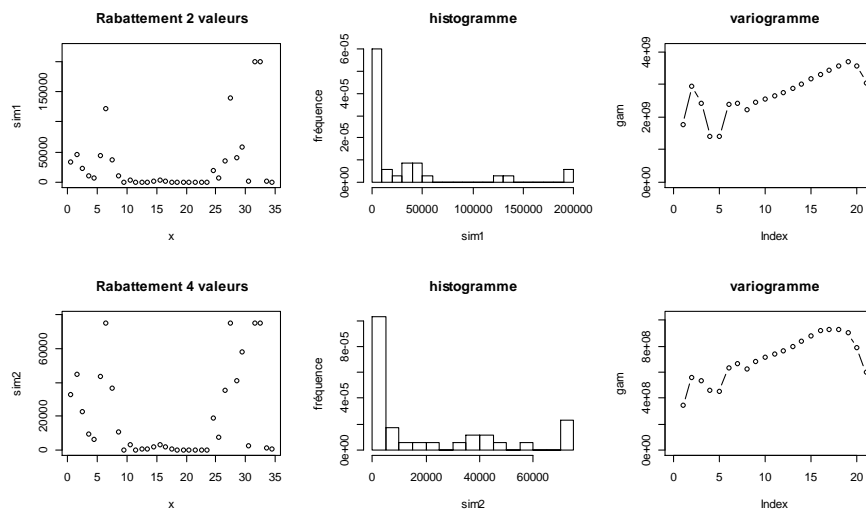 Rabattement 2 valeurs
histogramme
variogramme
sim1
0 50000 150000
0 5 10 15 20 25 30 35
x
fréquence
0e+00 2e-05 4e-05 6e-05
0 50000 100000 150000 200000
sim1
gam
0e+00 2e+09 4e+09
0 5 10 15 20
Index
Rabattement 4 valeurs
histogramme
variogramme
sim2
0 20000 60000
0 5 10 15 20 25 30 35
x
fréquence
0e+00 4e-05 8e-05
0 20000 40000 60000
sim2
gam
0e+00 4e+08 8e+08
0 5 10 15 20
Index